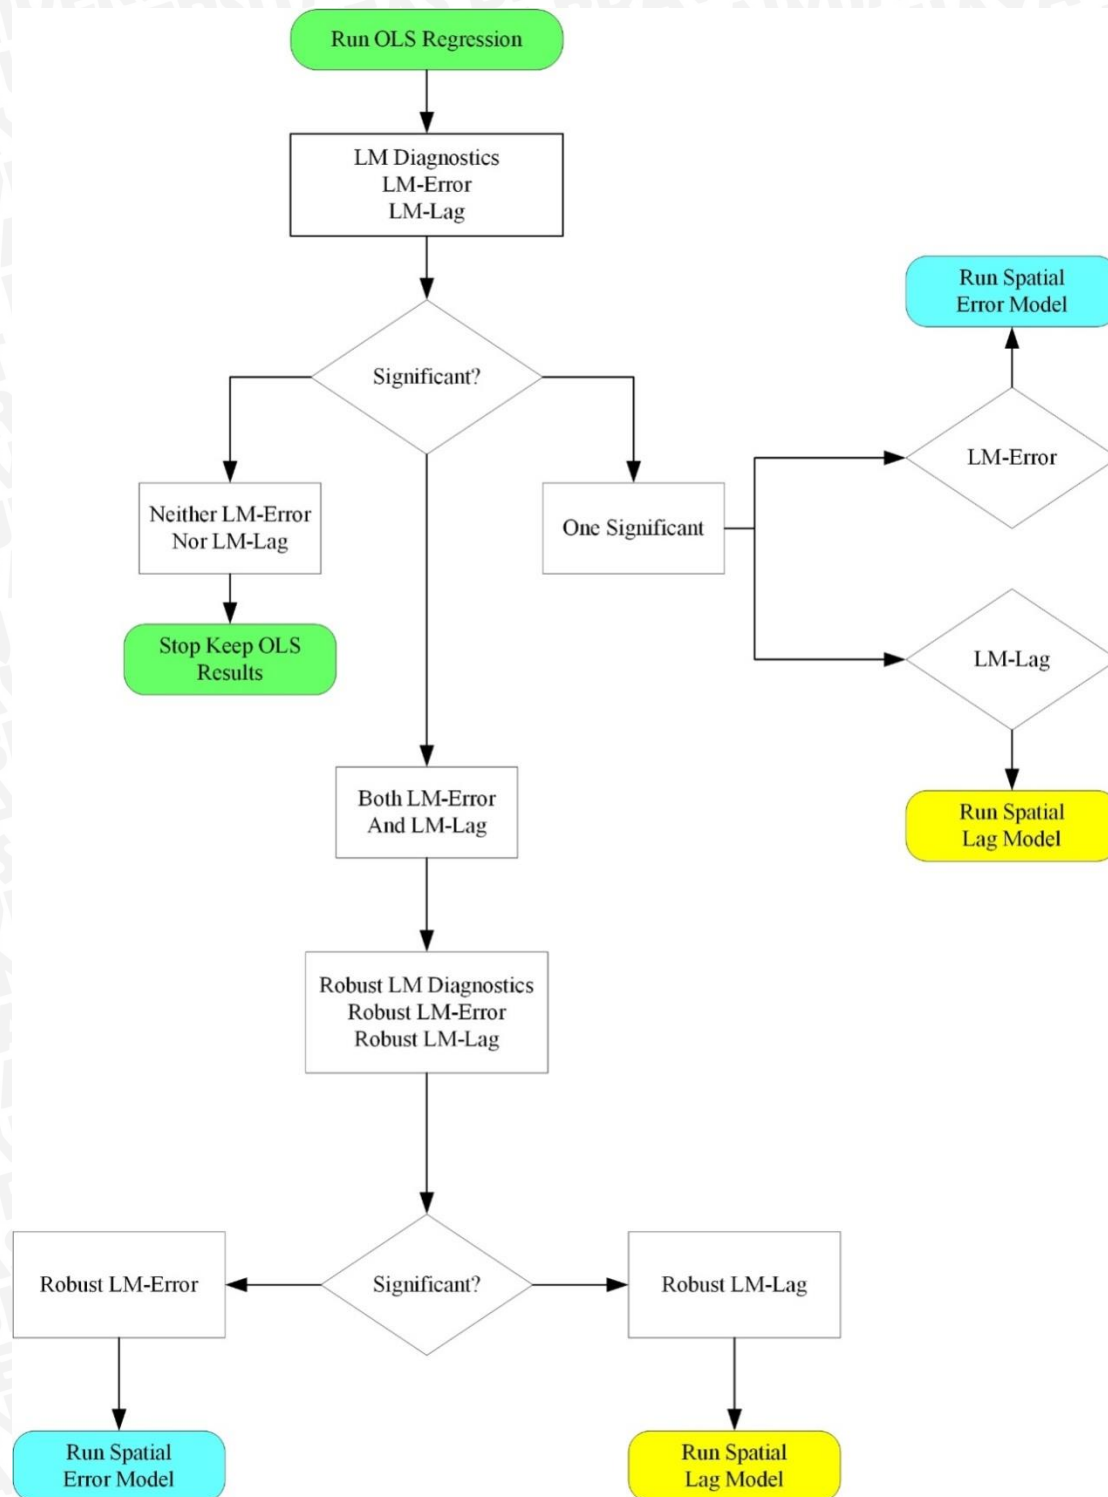 Run OLS Regression
LM Diagnostics
LM-Error
LM-Lag
Significant?
Run Spatial
Error Model
LM-Error
Neither LM-Error
Nor LM-Lag
One Significant
Stop Keep OLS
Results
LM-Lag
Run Spatial
Lag Model
Both LM-Error
And LM-Lag
Robust LM Diagnostics
Robust LM-Error
Robust LM-Lag
Significant?
Robust LM-Error
Robust LM-Lag
Run Spatial
Error Model
Run Spatial
Lag Model